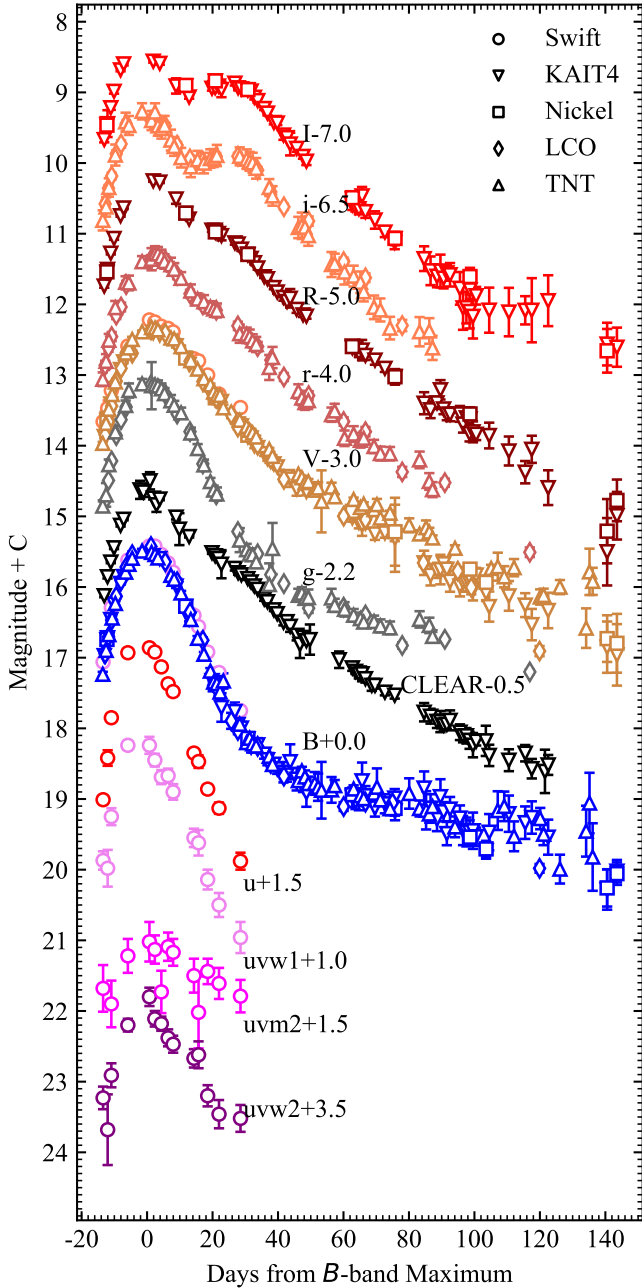 8
Swift
KAIT4
9
Nickel
I-7.0
LCO
10
TNT
i-6.5
11
R-5.0
12
r-4.0
13
14
V-3.0
15
g-2.2
16
Magnitude + C
CLEAR-0.5
17
18
B+0.0
19
20
u+1.5
21
uvw1+1.0
uvm2+1.5
22
23
uvw2+3.5
24
-20 0 20 40 60 80 100 120 140
Days from B-band Maximum